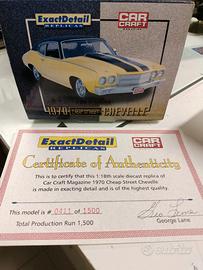 ExactDetail
REPLICAS
CAR CRAFT
1970
CHEVELLE
ExactDetail
REPLICAS
CAR CRAFT
Certificate of Authenticity
This is to certify that this 1:18th scale diecast replica of
Car Craft Magazine 1970 Cheap Street Chevelle
is made in exacting detail and is of the highest quality.
This model is #0411 of 1500
Total Production Run 1,500
George Lane